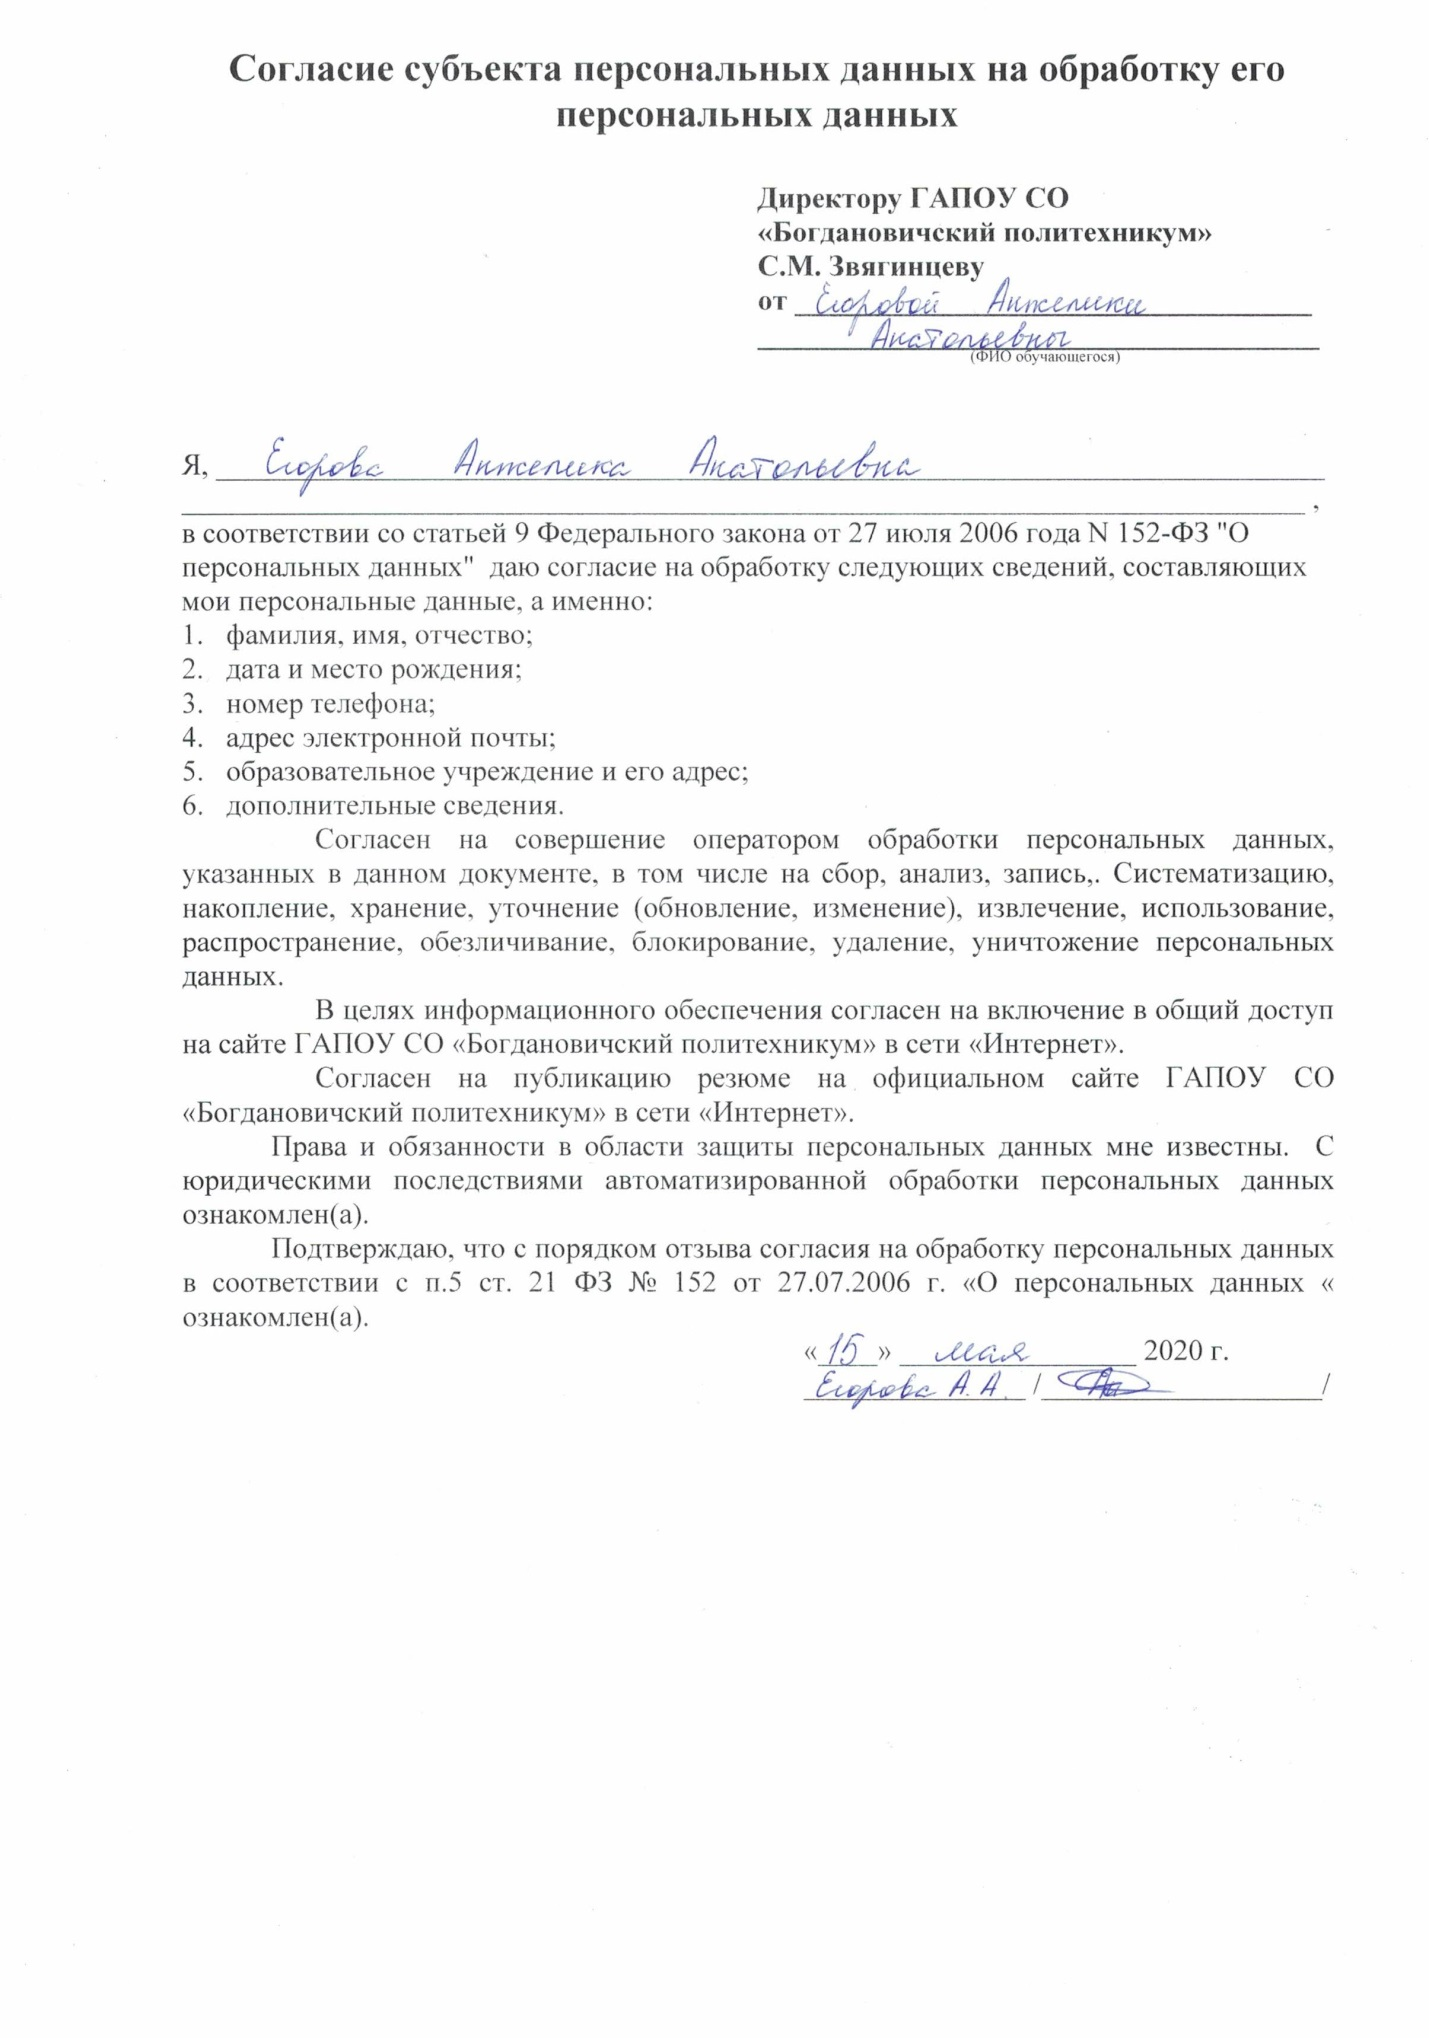 Согласие субъекта персональных данных на обработку его
персональных данных
Директору ГАПОУ СО
«Богдановичский политехникум»
С.М. Звягинцеву
от Егоровой Анжелики
Анатольевны
(ФИО обучающегося)
Я, Егорова Анжелика Анатольевна
,
в соответствии со статьей 9 Федерального закона от 27 июля 2006 года N 152-ФЗ "О
персональных данных" даю согласие на обработку следующих сведений, составляющих
мои персональные данные, а именно:
1. фамилия, имя, отчество;
2. дата и место рождения;
3. номер телефона;
4. адрес электронной почты;
5. образовательное учреждение и его адрес;
6. дополнительные сведения.
Согласен на совершение оператором обработки персональных данных,
указанных в данном документе, в том числе на сбор, анализ, запись,. Систематизацию,
накопление, хранение, уточнение (обновление, изменение), извлечение, использование,
распространение, обезличивание, блокирование, удаление, уничтожение персональных
данных.
В целях информационного обеспечения согласен на включение в общий доступ
на сайте ГАПОУ СО «Богдановичский политехникум» в сети «Интернет».
Согласен на публикацию резюме на официальном сайте ГАПОУ СО
«Богдановичский политехникум» в сети «Интернет».
Права и обязанности в области защиты персональных данных мне известны. С
юридическими последствиями автоматизированной обработки персональных данных
ознакомлен(а).
Подтверждаю, что с порядком отзыва согласия на обработку персональных данных
в соответствии с п.5 ст. 21 ФЗ № 152 от 27.07.2006 г. «О персональных данных «
ознакомлен(а).
«15» мая 2020 г.
Егорова А. А. / /